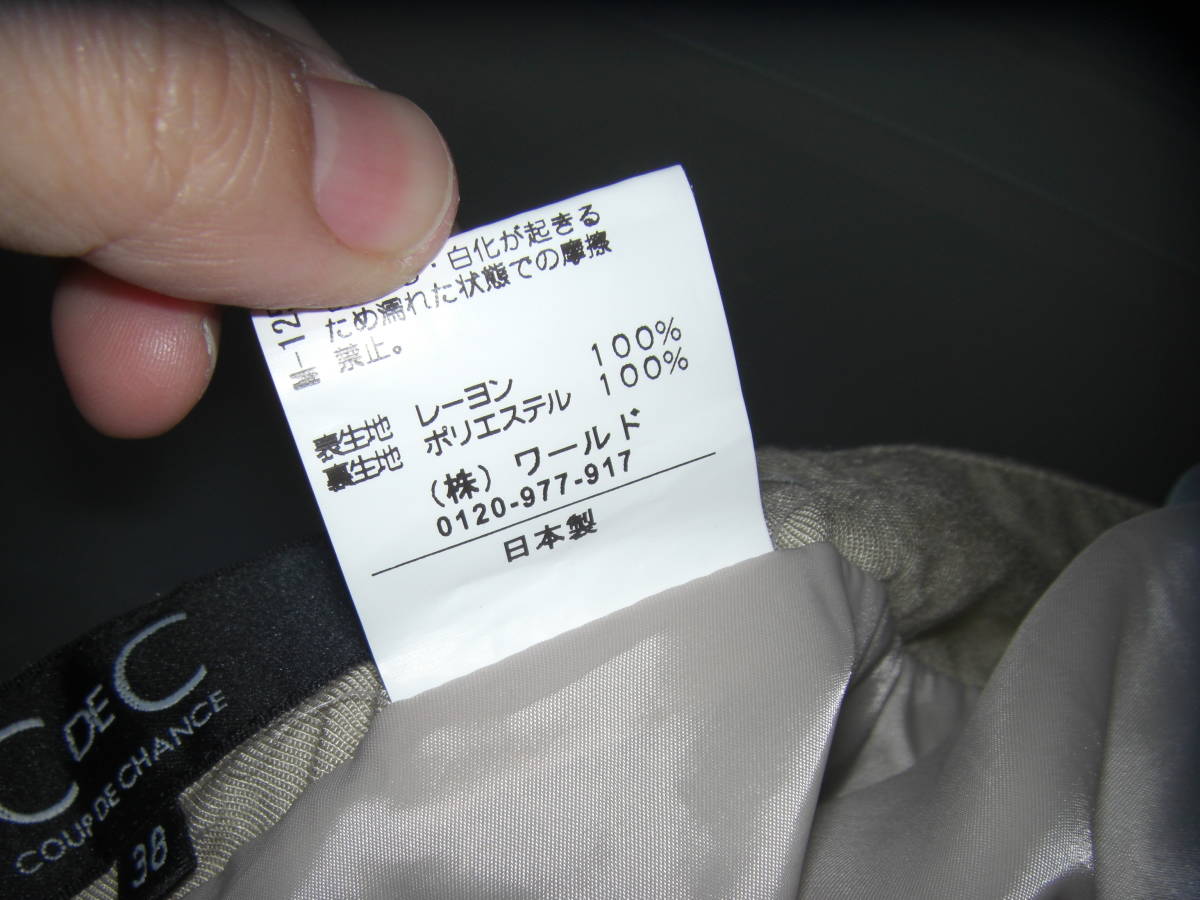 ・白化が起きる
ため濡れた状態での摩擦
禁止。
表生地 レーヨン 100%
裏生地 ポリエステル 100%
(株) ワールド
0120-977-917
日本製
C DE C
COUP DE CHANCE
38